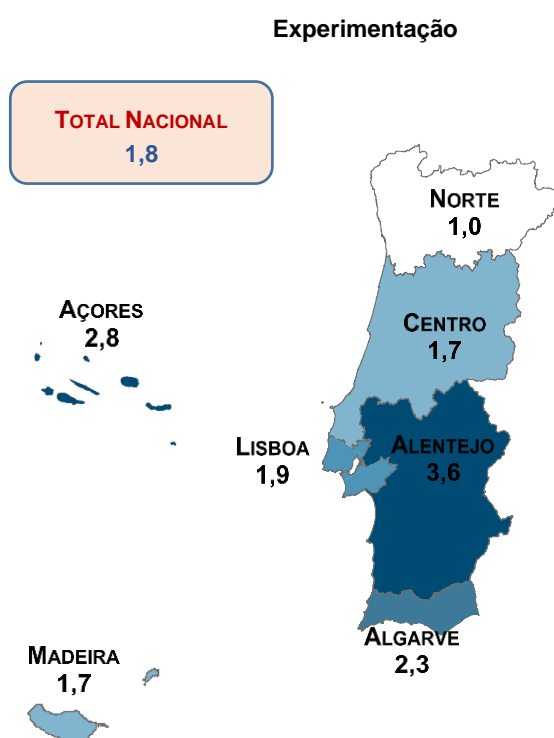 Experimentação
TOTAL NACIONAL
1,8
NORTE
1,0
AÇORES
2,8
CENTRO
1,7
LISBOA
1,9
ALENTEJO
3,6
ALGARVE
2,3
MADEIRA
1,7